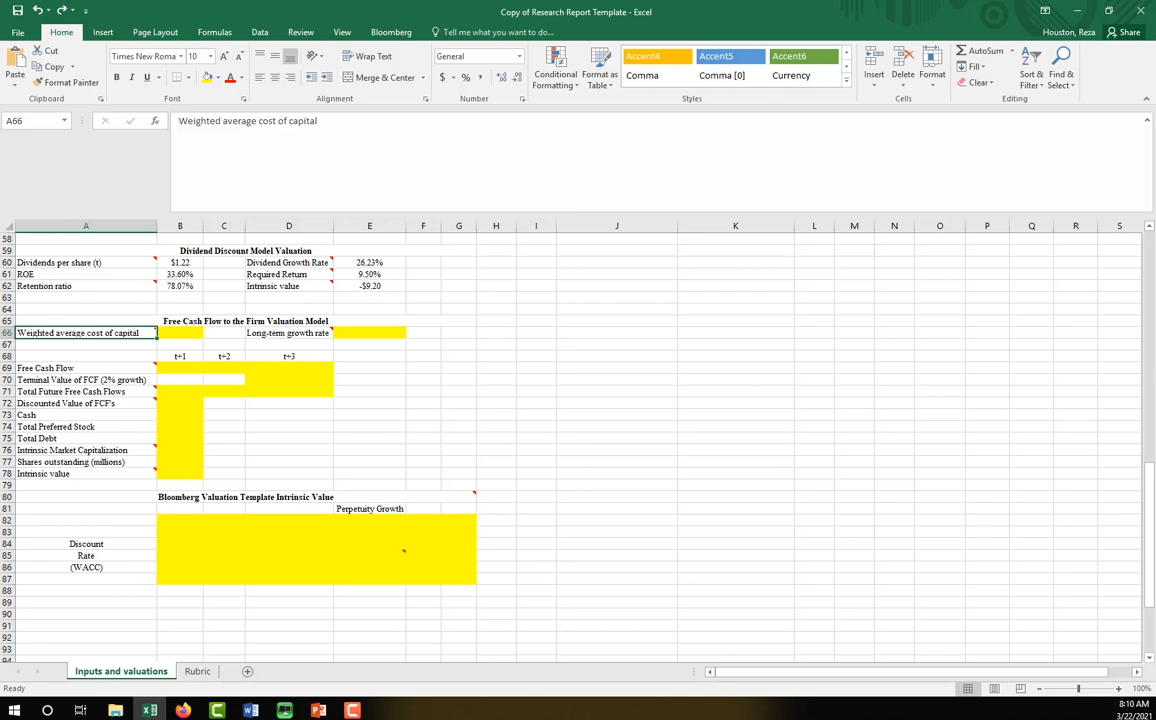 Copy of Research Report Template - Excel
Houston, Reza
Share
File
Home
Insert
Page Layout
Formulas
Data
Review
View
Bloomberg
Tell me what you want to do...
Paste
Cut
Copy
Format Painter
Clipboard
Times New Roma
10
B I U
Font
Wrap Text
Merge & Center
Alignment
General
$ % ,
Number
Conditional
Formatting
Format as
Table
Accent4
Accent5
Accent6
Comma
Comma [0]
Currency
Styles
Insert
Delete
Format
Cells
AutoSum
Fill
Clear
Sort &
Filter
Find &
Select
Editing
A66
fx
Weighted average cost of capital
A B C D E F G H I J K L M N O P Q R S
58
59 Dividend Discount Model Valuation
60 Dividends per share (t) $1.22 Dividend Growth Rate 26.23%
61 ROE 33.60% Required Return 9.50%
62 Retention ratio 78.07% Intrinsic value -$9.20
63
64
65 Free Cash Flow to the Firm Valuation Model
66 Weighted average cost of capital Long-term growth rate
67
68 t+1 t+2 t+3
69 Free Cash Flow
70 Terminal Value of FCF (2% growth)
71 Total Future Free Cash Flows
72 Discounted Value of FCF's
73 Cash
74 Total Preferred Stock
75 Total Debt
76 Intrinsic Market Capitalization
77 Shares outstanding (millions)
78 Intrinsic value
79
80 Bloomberg Valuation Template Intrinsic Value
81 Perpetuity Growth
82
83
84 Discount
85 Rate
86 (WACC)
87
88
89
90
91
92
93
94
Inputs and valuations
Rubric
Ready
100%
8:10 AM
3/22/2021